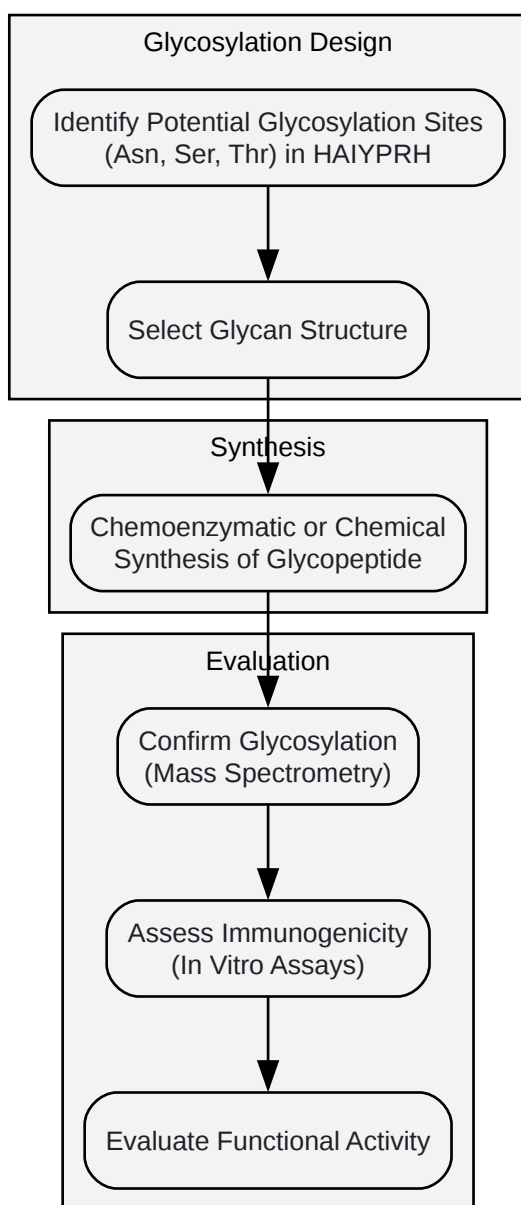 Glycosylation Design
Identify Potential Glycosylation Sites
(Asn, Ser, Thr) in HAIYPRH
Select Glycan Structure
Synthesis
Chemoenzymatic or Chemical
Synthesis of Glycopeptide
Evaluation
Confirm Glycosylation
(Mass Spectrometry)
Assess Immunogenicity
(In Vitro Assays)
Evaluate Functional Activity